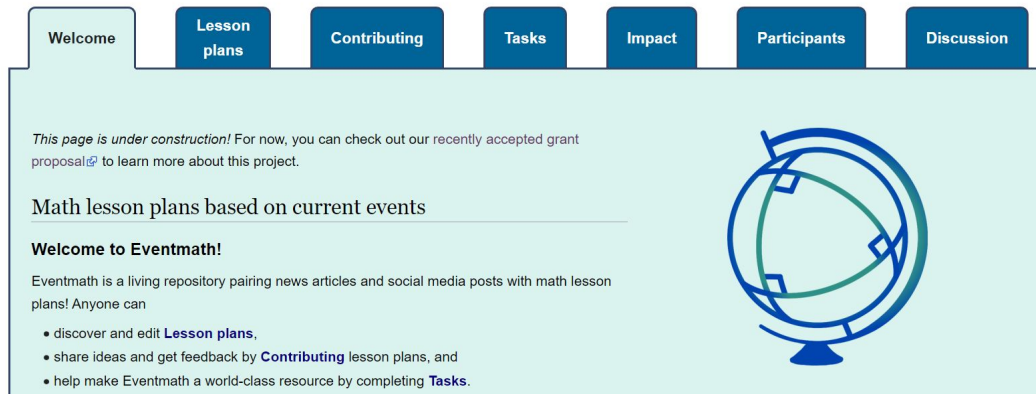 Welcome
Lesson
plans
Contributing
Tasks
Impact
Participants
Discussion
This page is under construction! For now, you can check out our recently accepted grant
proposal to learn more about this project.
Math lesson plans based on current events
Welcome to Eventmath!
Eventmath is a living repository pairing news articles and social media posts with math lesson
plans! Anyone can
• discover and edit Lesson plans,
• share ideas and get feedback by Contributing lesson plans, and
• help make Eventmath a world-class resource by completing Tasks.